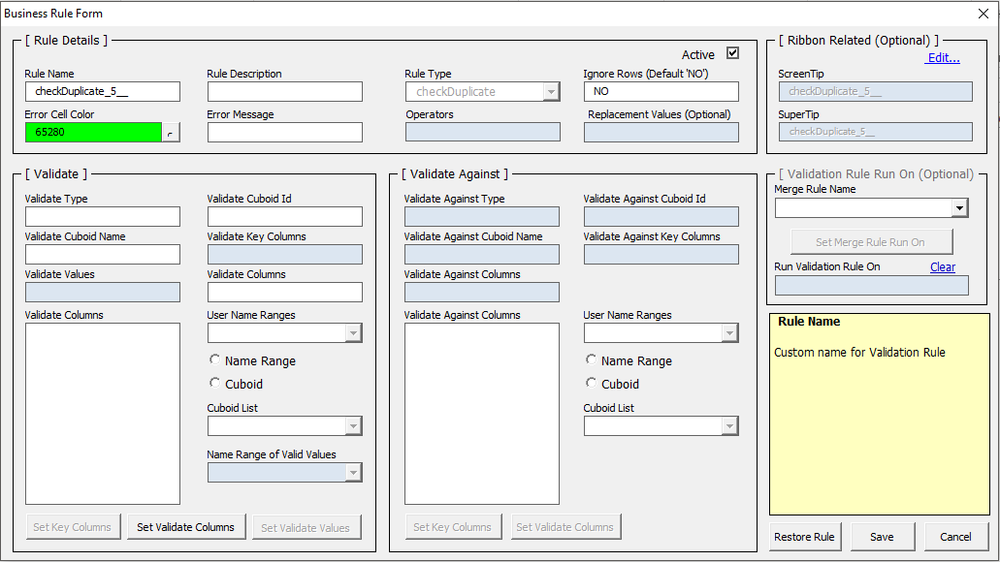 Business Rule Form
[ Rule Details ]
Active
Rule Name
Rule Description
Rule Type
Ignore Rows (Default 'NO')
checkDuplicate_5__
checkDuplicate
NO
Error Cell Color
Error Message
Operators
Replacement Values (Optional)
65280
[ Ribbon Related (Optional) ]
Edit...
ScreenTip
checkDuplicate_5__
SuperTip
checkDuplicate_5__
[ Validate ]
Validate Type
Validate Cuboid Id
Validate Cuboid Name
Validate Key Columns
Validate Values
Validate Columns
Validate Columns
User Name Ranges
Name Range
Cuboid
Cuboid List
Name Range of Valid Values
Set Key Columns
Set Validate Columns
Set Validate Values
[ Validate Against ]
Validate Against Type
Validate Against Cuboid Id
Validate Against Cuboid Name
Validate Against Key Columns
Validate Against Columns
Validate Against Columns
User Name Ranges
Name Range
Cuboid
Cuboid List
Set Key Columns
Set Validate Columns
[ Validation Rule Run On (Optional)
Merge Rule Name
Set Merge Rule Run On
Run Validation Rule On
Clear
Rule Name
Custom name for Validation Rule
Restore Rule
Save
Cancel